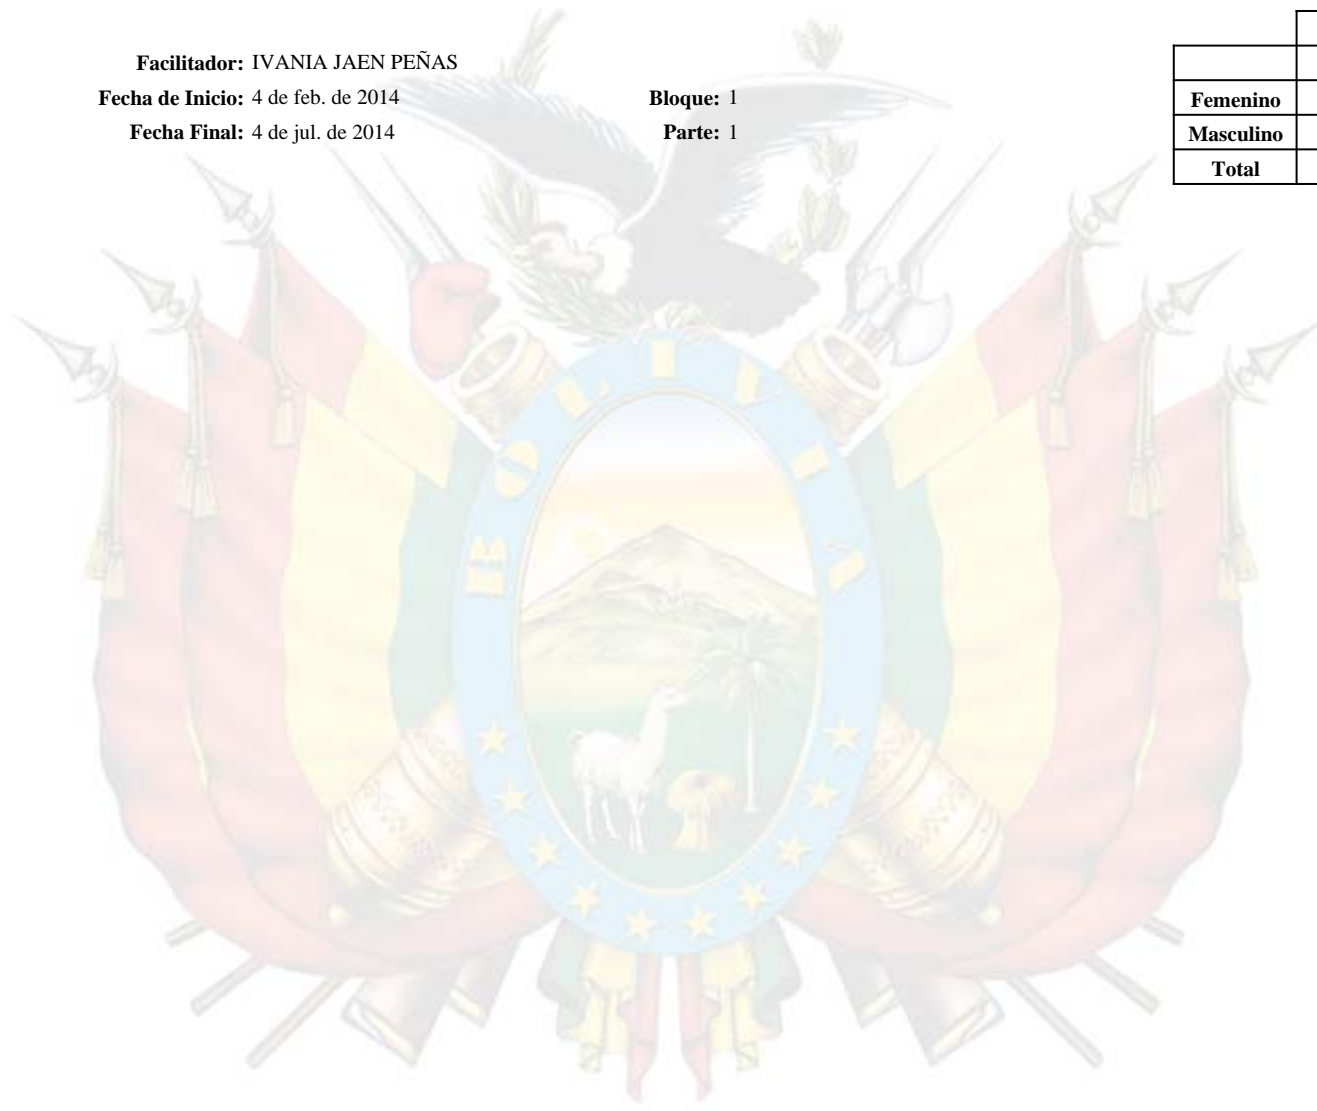 Facilitador: IVANIA JAEN PEÑAS
Fecha de Inicio: 4 de feb. de 2014
Bloque: 1
Fecha Final: 4 de jul. de 2014
Parte: 1
Femenino
Masculino
Total
BOLIVIA